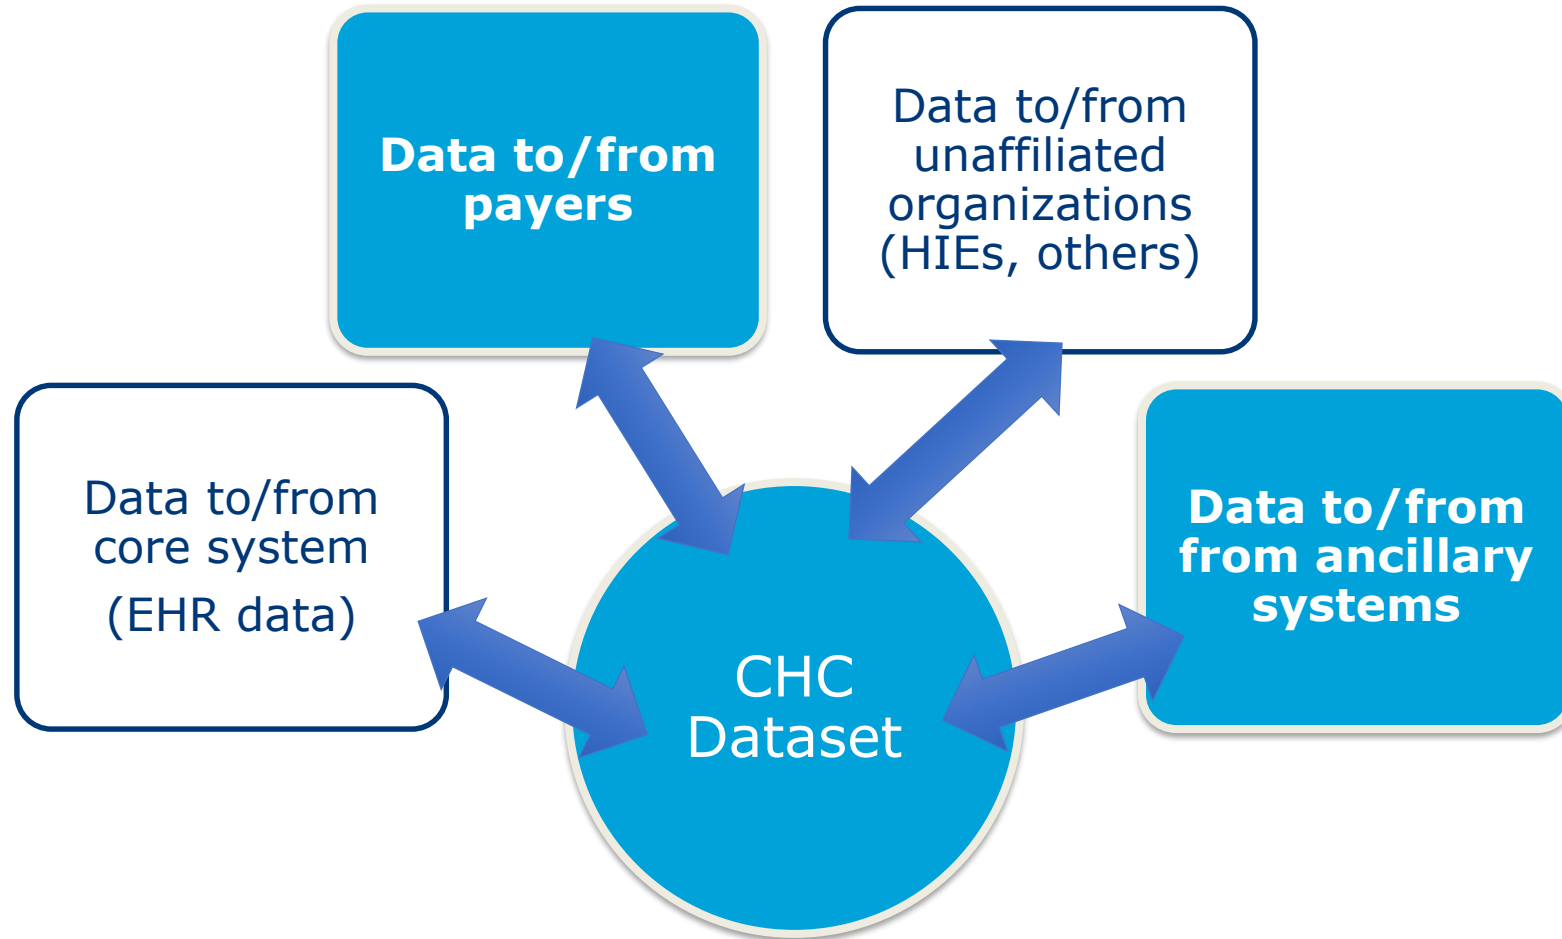 Data to/from
payers
Data to/from
unaffiliated
organizations
(HIEs, others)
Data to/from
core system
(EHR data)
Data to/from
from ancillary
systems
CHC
Dataset